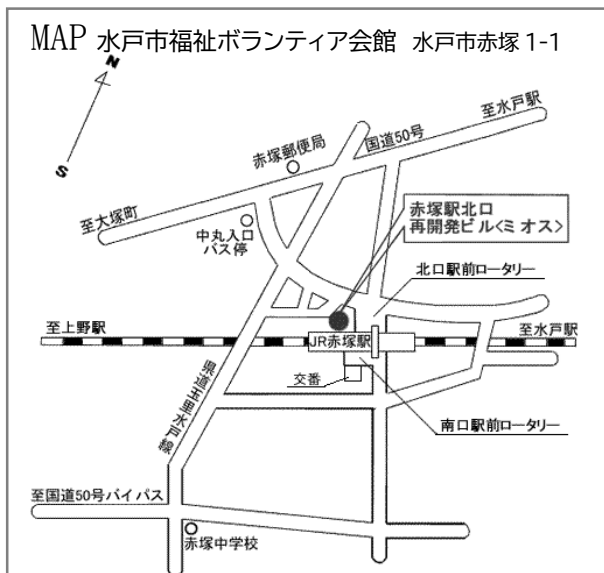 MAP 水戸市福祉ボランティア会館 水戸市赤塚1-1
N
S
至水戸駅
国道50号
赤塚郵便局
至大塚町
中丸入口
バス停
赤塚駅北口
再開発ビル<ミオス>
北口駅前ロータリー
至上野駅
JR赤塚駅
至水戸駅
交番
県道玉里水戸線
南口駅前ロータリー
至国道50号バイパス
赤塚中学校